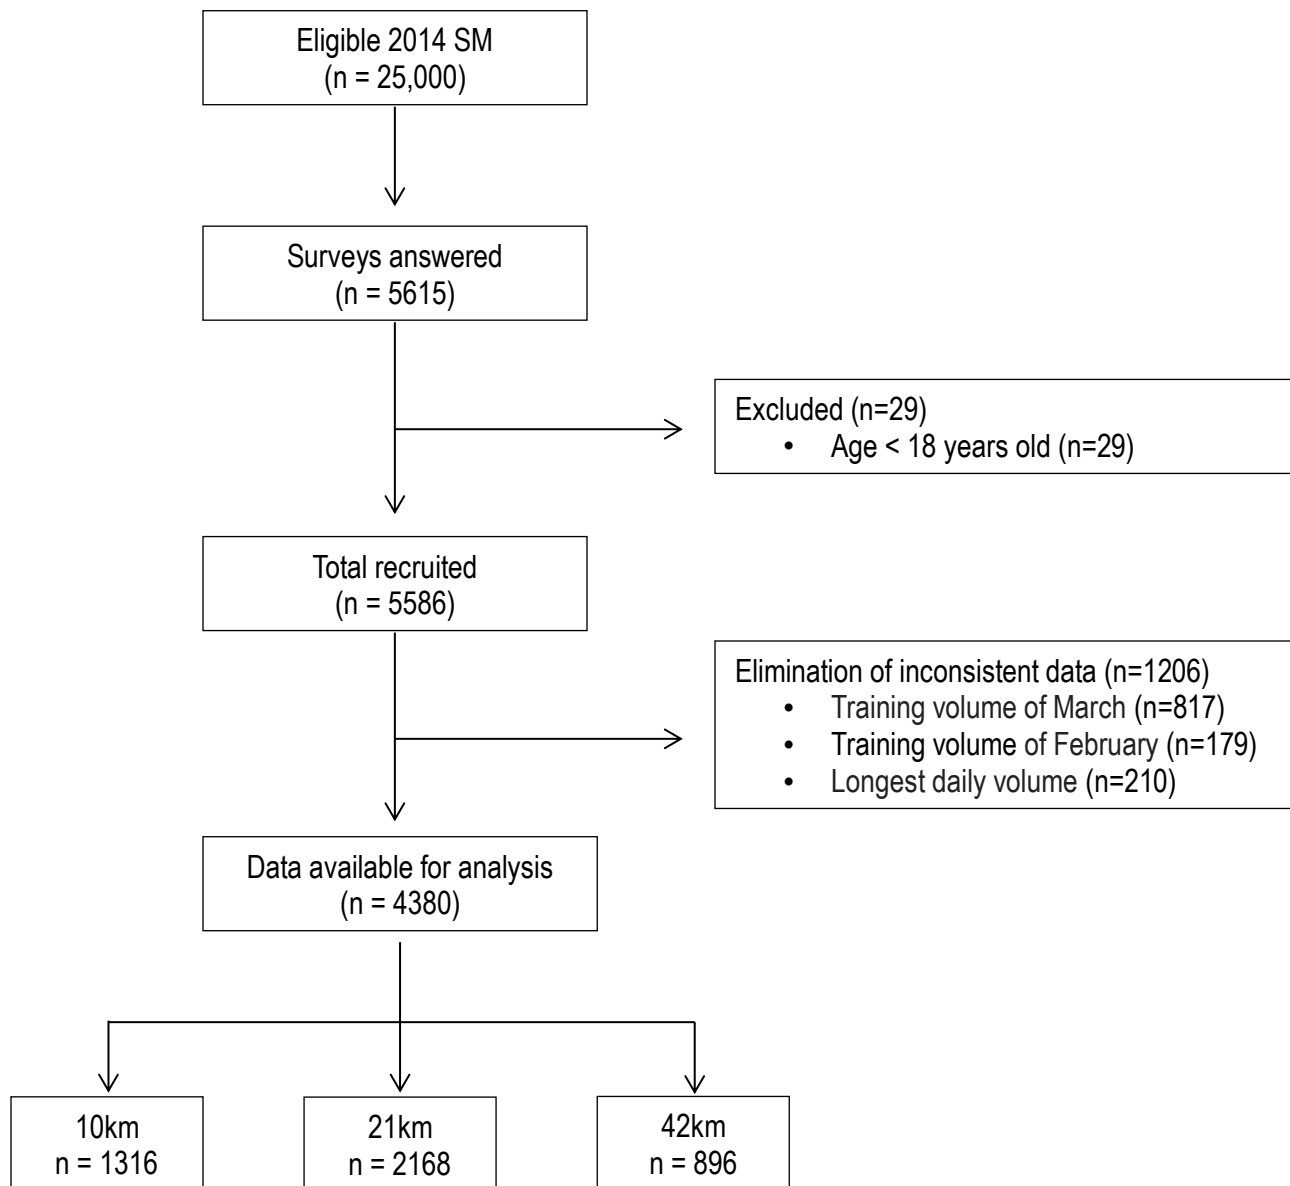 Eligible 2014 SM
(n = 25,000)
Surveys answered
(n = 5615)
Excluded (n=29)
• Age < 18 years old (n=29)
Total recruited
(n = 5586)
Elimination of inconsistent data (n=1206)
• Training volume of March (n=817)
• Training volume of February (n=179)
• Longest daily volume (n=210)
Data available for analysis
(n = 4380)
10km
n = 1316
21km
n = 2168
42km
n = 896